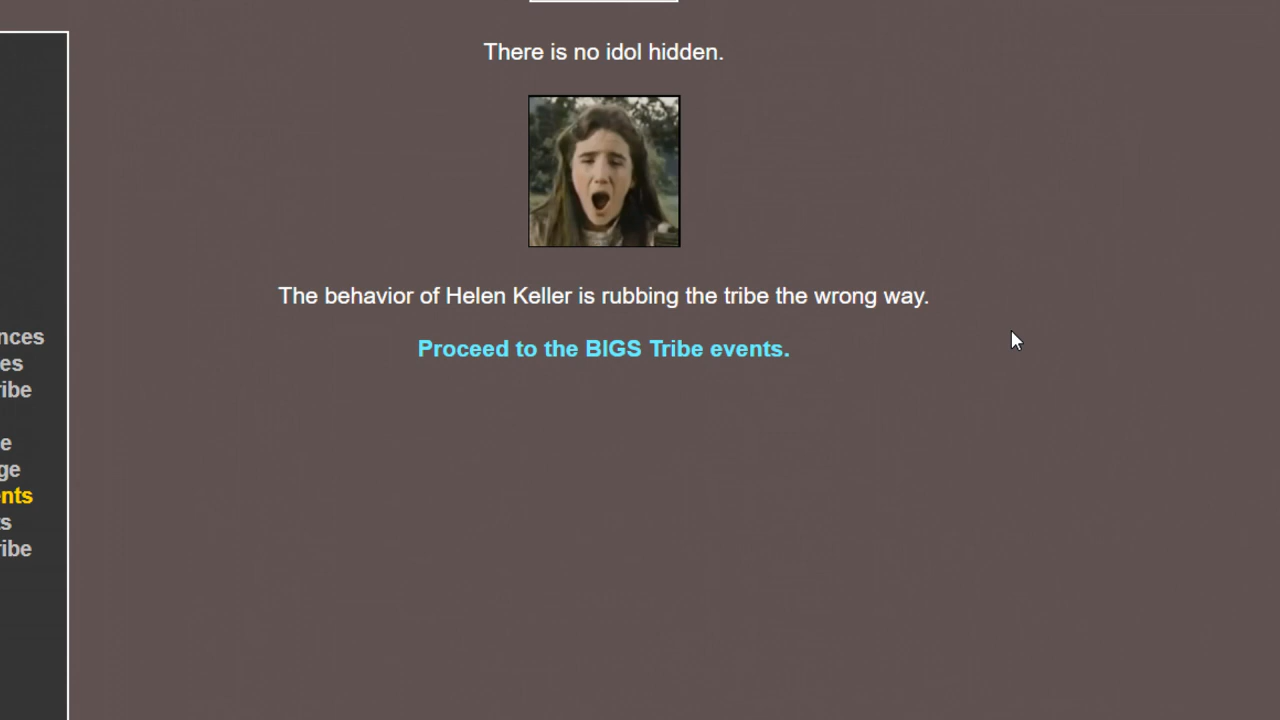 There is no idol hidden.
The behavior of Helen Keller is rubbing the tribe the wrong way.
Proceed to the BIGS Tribe events.
nces
es
ribe
e
ge
nts
s
ribe